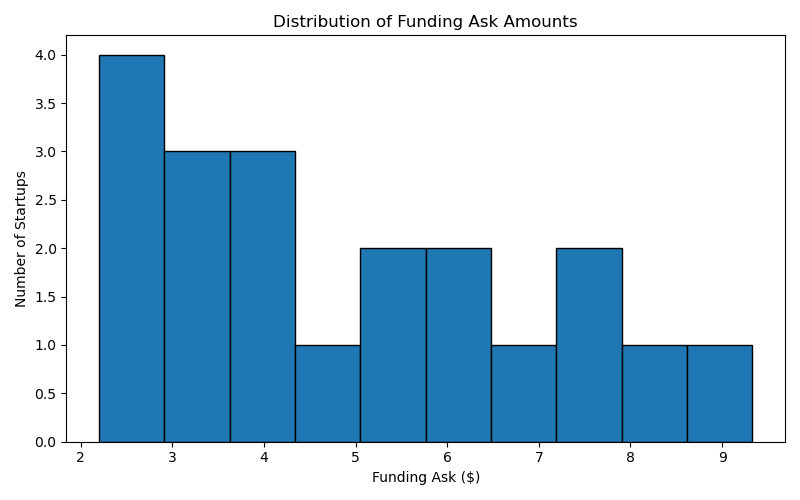 Distribution of Funding Ask Amounts
4.0
3.5
3.0
2.5
2.0
1.5
1.0
0.5
0.0
Number of Startups
2 3 4 5 6 7 8 9
Funding Ask ($)